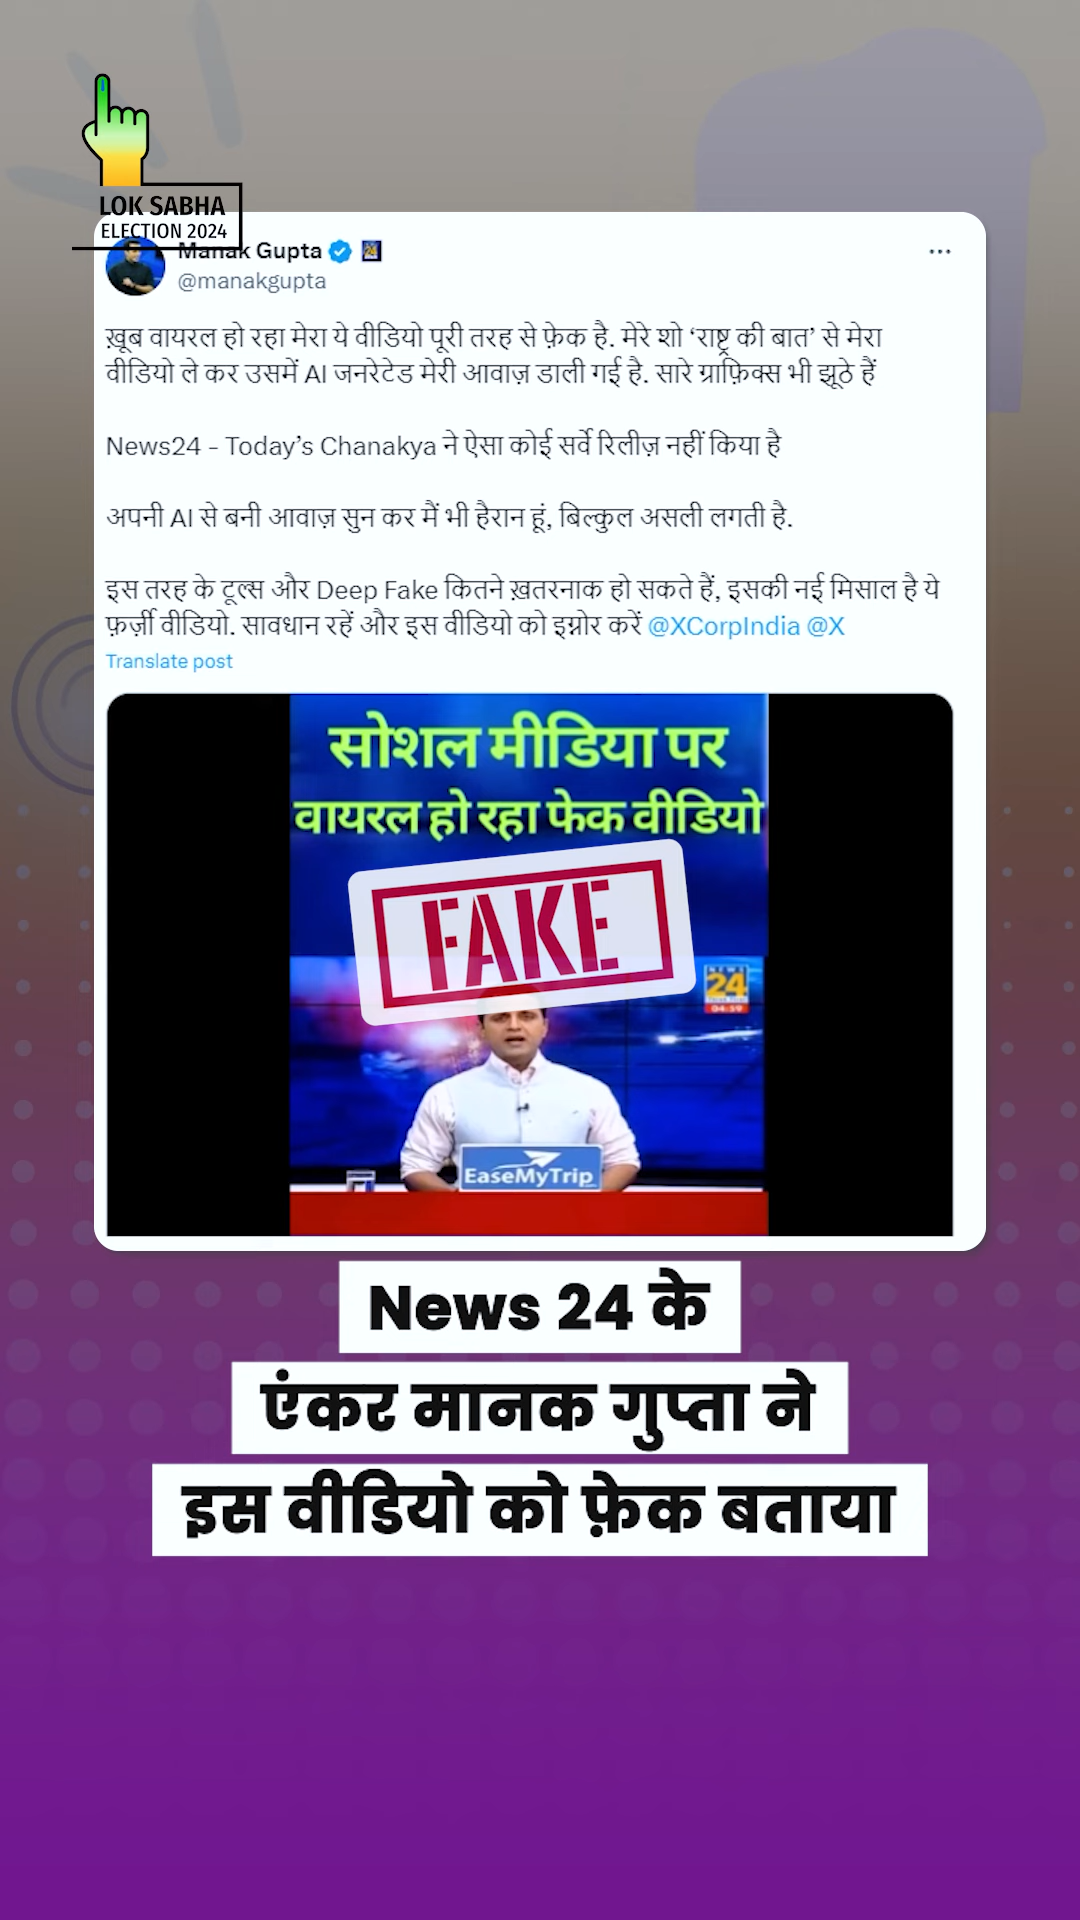 LOK SABHA
ELECTION 2024
Manak Gupta
@manakgupta
ख़ूब वायरल हो रहा मेरा ये वीडियो पूरी तरह से फ़ेक है. मेरे शो ‘राष्ट्र की बात’ से मेरा
वीडियो ले कर उसमें AI जनरेटेड मेरी आवाज़ डाली गई है. सारे ग्राफ़िक्स भी झूठे हैं
News24 - Today’s Chanakya ने ऐसा कोई सर्वे रिलीज़ नहीं किया है
अपनी AI से बनी आवाज़ सुन कर मैं भी हैरान हूं, बिल्कुल असली लगती है.
इस तरह के टूल्स और Deep Fake कितने ख़तरनाक हो सकते हैं, इसकी नई मिसाल है ये
फ़र्ज़ी वीडियो. सावधान रहें और इस वीडियो को इग्नोर करें @XCorpIndia @X
Translate post
सोशल मीडिया पर
वायरल हो रहा फेक वीडियो
FAKE
NEWS
24
04:59
EaseMyTrip
News 24 के
एंकर मानक गुप्ता ने
इस वीडियो को फ़ेक बताया